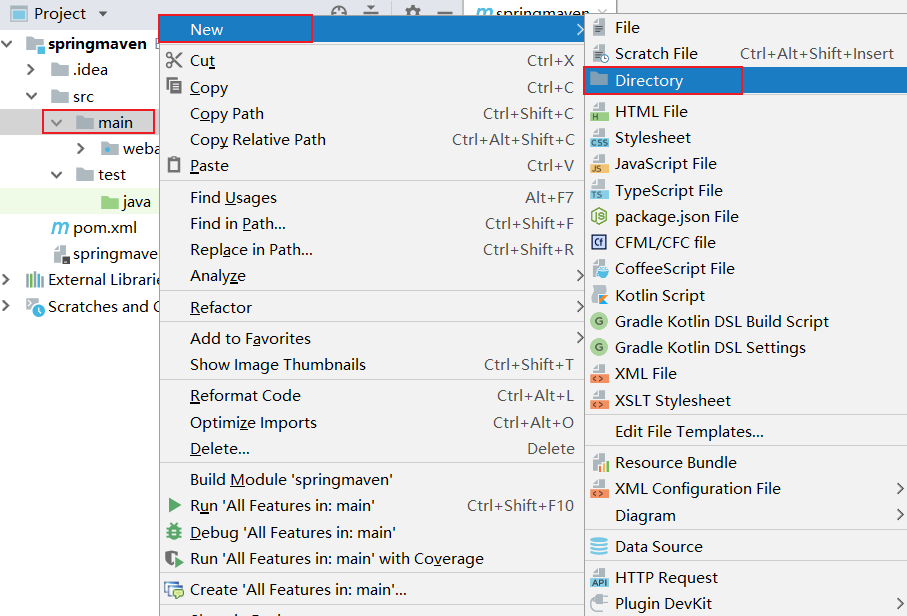 Project
springmaven
.idea
src
main
test
java
pom.xml
External
Scratches and
springmaven
New
Cut Ctrl+X
Copy Ctrl+C
Copy Path Ctrl+Shift+C
Copy Relative Path Ctrl+Alt+Shift+C
Paste Ctrl+V
Find Usages Alt+F7
Find in Path... Ctrl+Shift+F
Replace in Path... Ctrl+Shift+R
Analyze
Refactor
Add to Favorites
Show Image Thumbnails Ctrl+Shift+T
Reformat Code Ctrl+Alt+L
Optimize Imports Ctrl+Alt+O
Delete... Delete
Build Module 'springmaven'
Run 'All Features in: main' Ctrl+Shift+F10
Debug 'All Features in: main'
Run 'All Features in: main' with Coverage
Create 'All Features in: main'...
File
Scratch File Ctrl+Alt+Shift+Insert
Directory
HTML File
Stylesheet
JavaScript File
TypeScript File
package.json File
CFML/CFC file
CoffeeScript File
Kotlin Script
Gradle Kotlin DSL Build Script
Gradle Kotlin DSL Settings
XML File
XSLT Stylesheet
Edit File Templates...
Resource Bundle
XML Configuration File
Diagram
Data Source
HTTP Request
Plugin DevKit